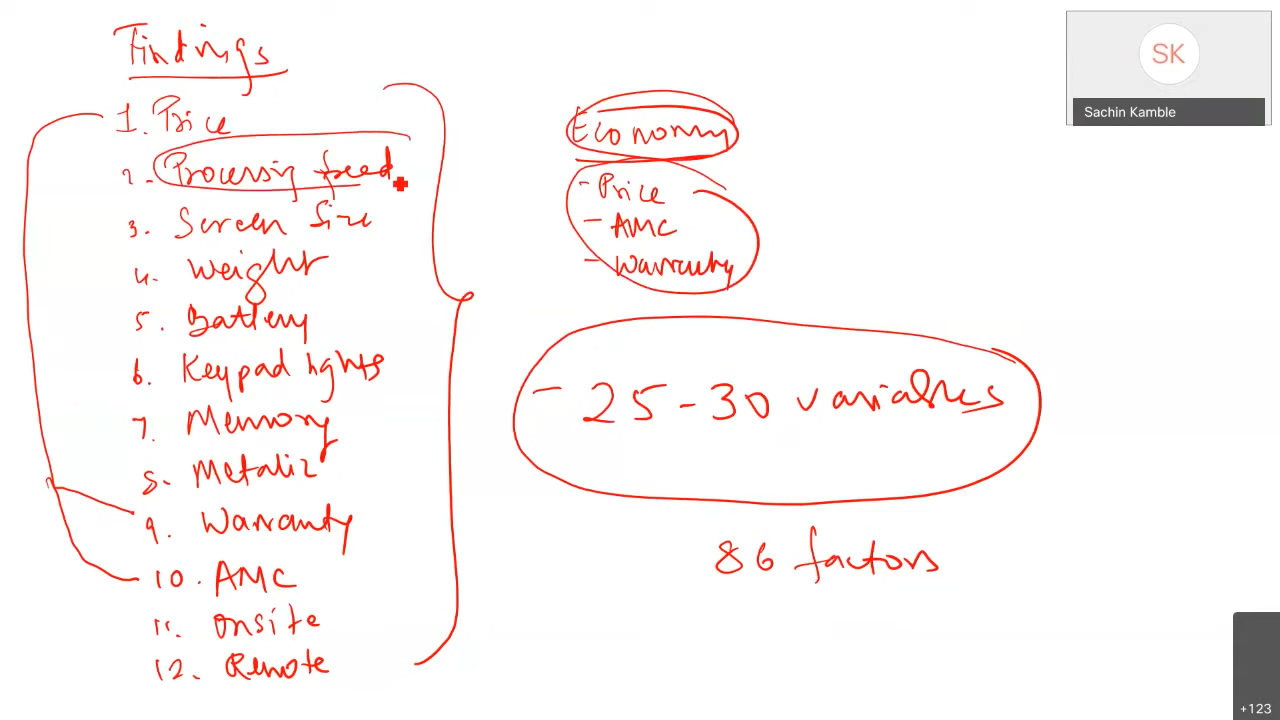 Findings
1. Price
2. Processing speed
3. Screen Size
4. Weight
5. Battery
6. Keypad lights
7. Memory
8. Metaliz
9. Warranty
10. AMC
11. Onsite
12. Remote
Economy
- Price
- AMC
- Warranty
- 25-30 variables
86 factors
SK
Sachin Kamble
+123